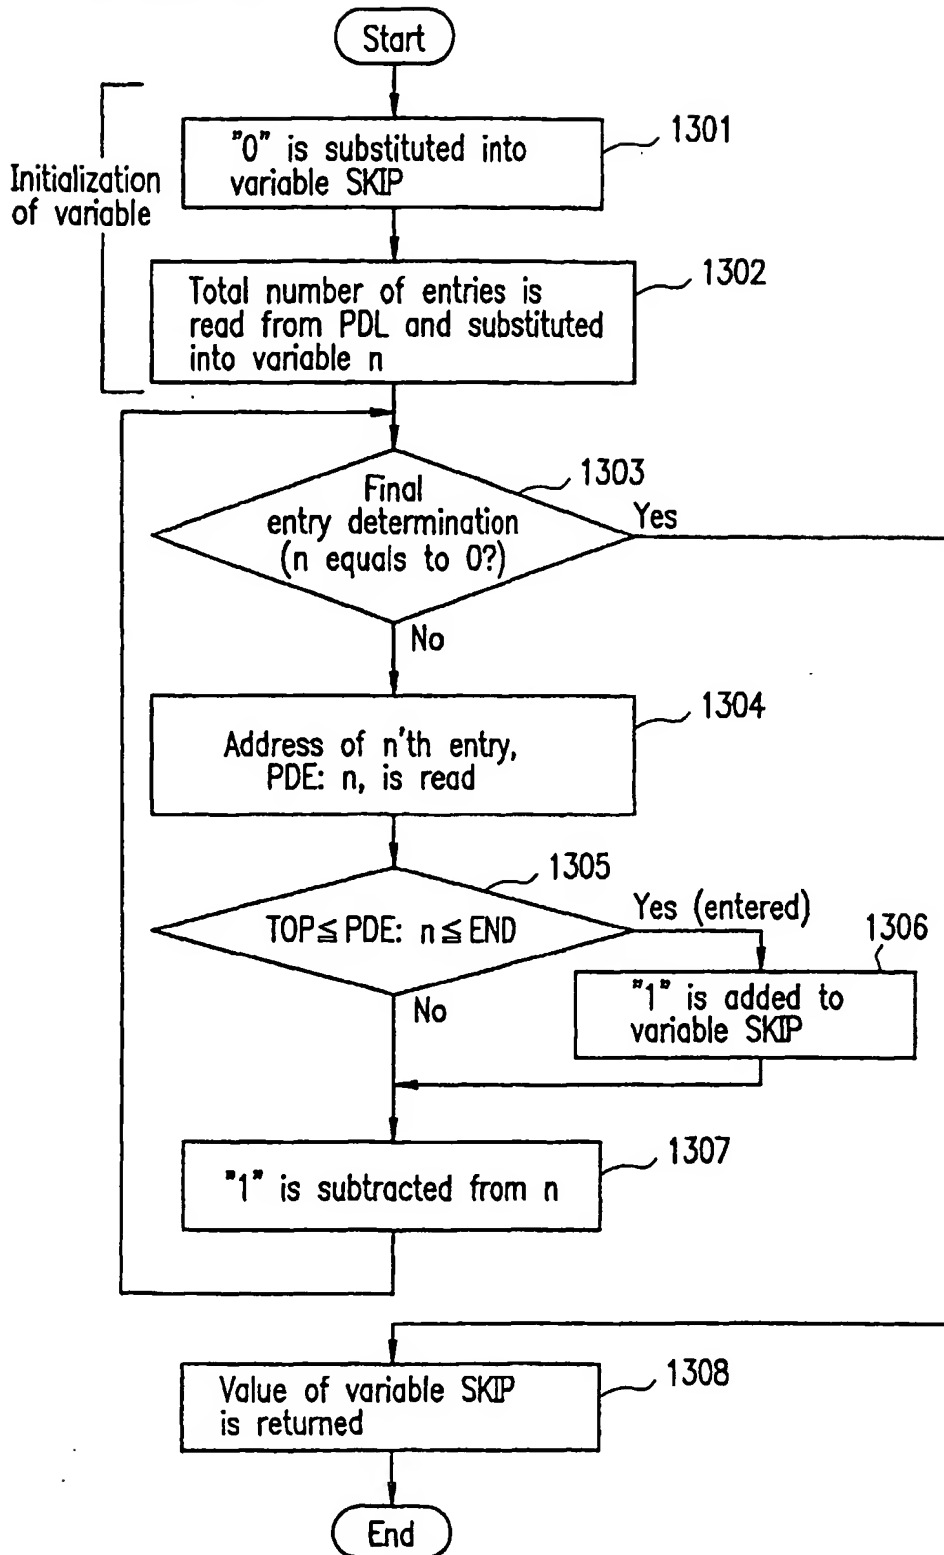 Start
"0" is substituted into
variable SKIP
1301
Initialization
of variable
Total number of entries is
read from PDL and substituted
into variable n
1302
Final
entry determination
(n equals to 0?)
1303
Yes
No
Address of n'th entry,
PDE: n, is read
1304
TOP≦PDE: n≦END
1305
Yes (entered)
"1" is added to
variable SKIP
1306
No
"1" is subtracted from n
1307
Value of variable SKIP
is returned
1308
End